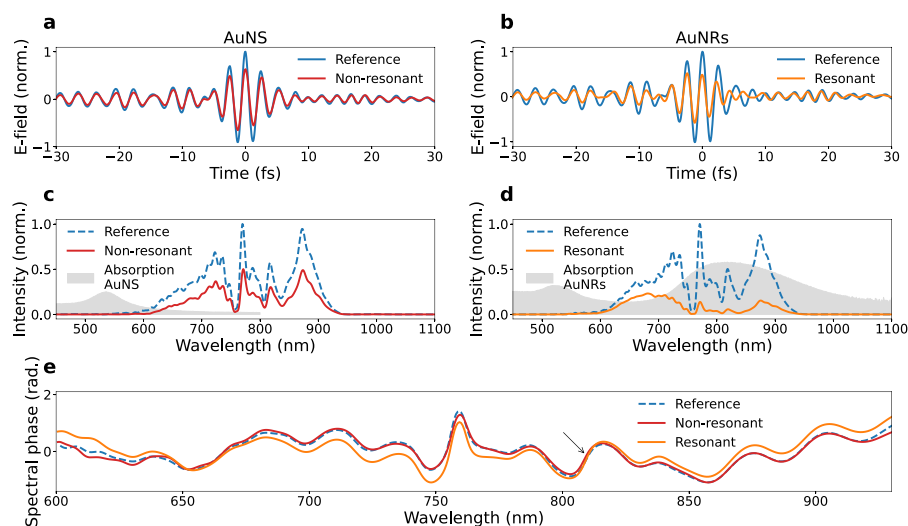 a
AuNS
E-field (norm.)
1
0
−1
Reference
Non-resonant
−30 −20 −10 0 10 20 30
Time (fs)
b
AuNRs
E-field (norm.)
1
0
−1
Reference
Resonant
−30 −20 −10 0 10 20 30
Time (fs)
c
Intensity (norm.)
1.0
0.5
0.0
Reference
Non-resonant
Absorption
AuNS
500 600 700 800 900 1000 1100
Wavelength (nm)
d
Intensity (norm.)
1.0
0.5
0.0
Reference
Resonant
Absorption
AuNRs
500 600 700 800 900 1000 1100
Wavelength (nm)
e
Spectral phase (rad.)
2
0
Reference
Non-resonant
Resonant
600 650 700 750 800 850 900
Wavelength (nm)